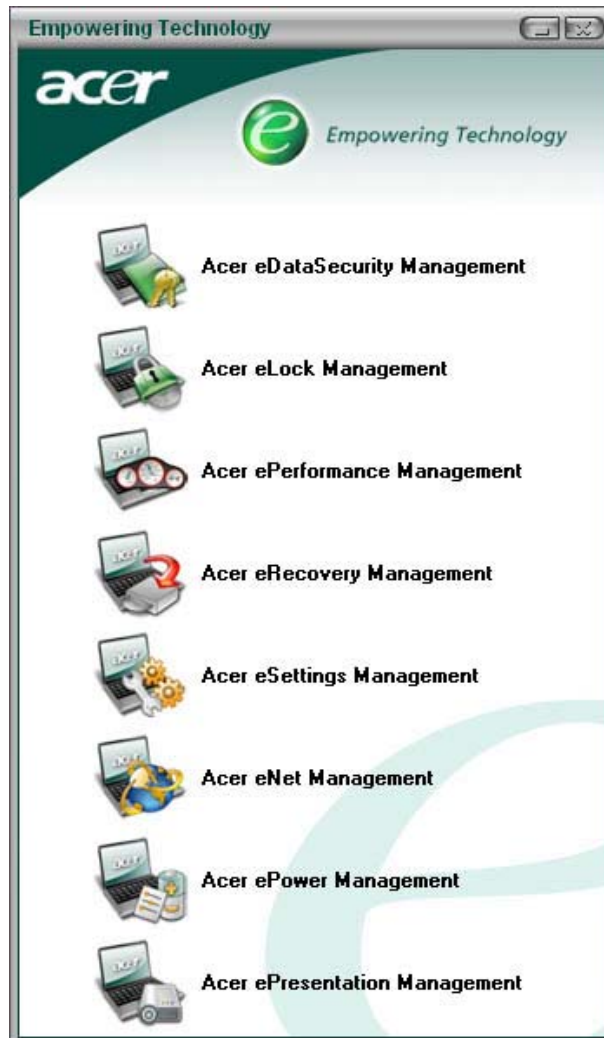 Empowering Technology
acer
e Empowering Technology
Acer eDataSecurity Management
Acer eLock Management
Acer ePerformance Management
Acer eRecovery Management
Acer eSettings Management
Acer eNet Management
Acer ePower Management
Acer ePresentation Management